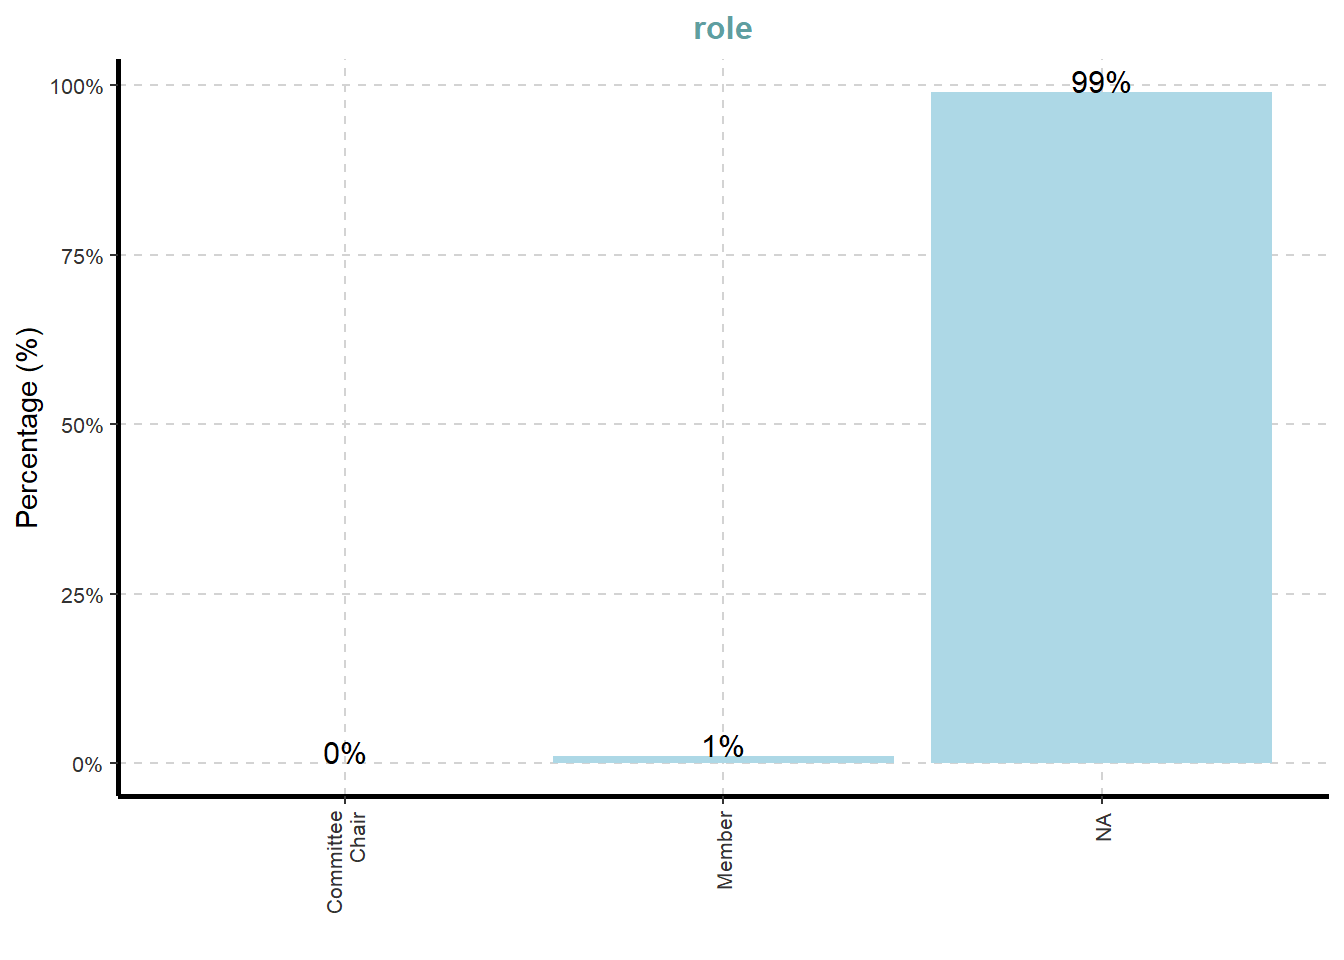 role
Percentage (%)
100%
75%
50%
25%
0%
0%
1%
99%
Committee
Chair
Member
NA